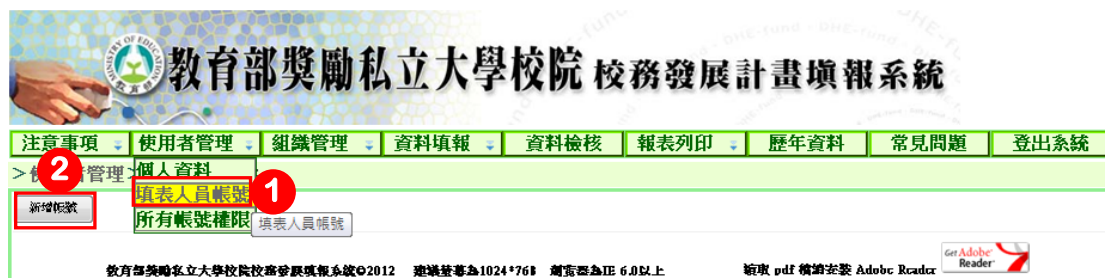 教育部獎勵私立大學校院 校務發展計畫填報系統
注意事項 使用者管理 組織管理 資料填報 資料檢核 報表列印 歷年資料 常見問題 登出系統
>使用者管理> 個人資料
2
填表人員帳號 1
新增帳號
所有帳號權限 填表人員帳號
教育部獎勵私立大學校院校務發展填報系統©2012 建議螢幕為1024*768 瀏覽器為IE 6.0以上 讀取 pdf 檔請安裝 Adobe Reader Get Adobe Reader